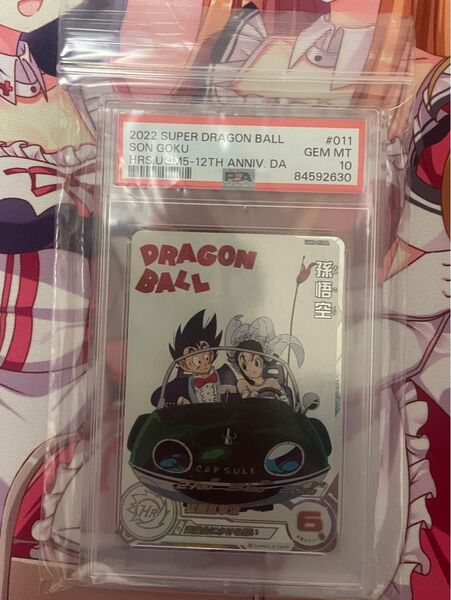 2022 SUPER DRAGON BALL #011
SON GOKU GEM MT
HRS.UGM5-12TH ANNIV. DA 10
PSA 84592630
DRAGON
BALL
孫悟空
CAPSULE
HR
6